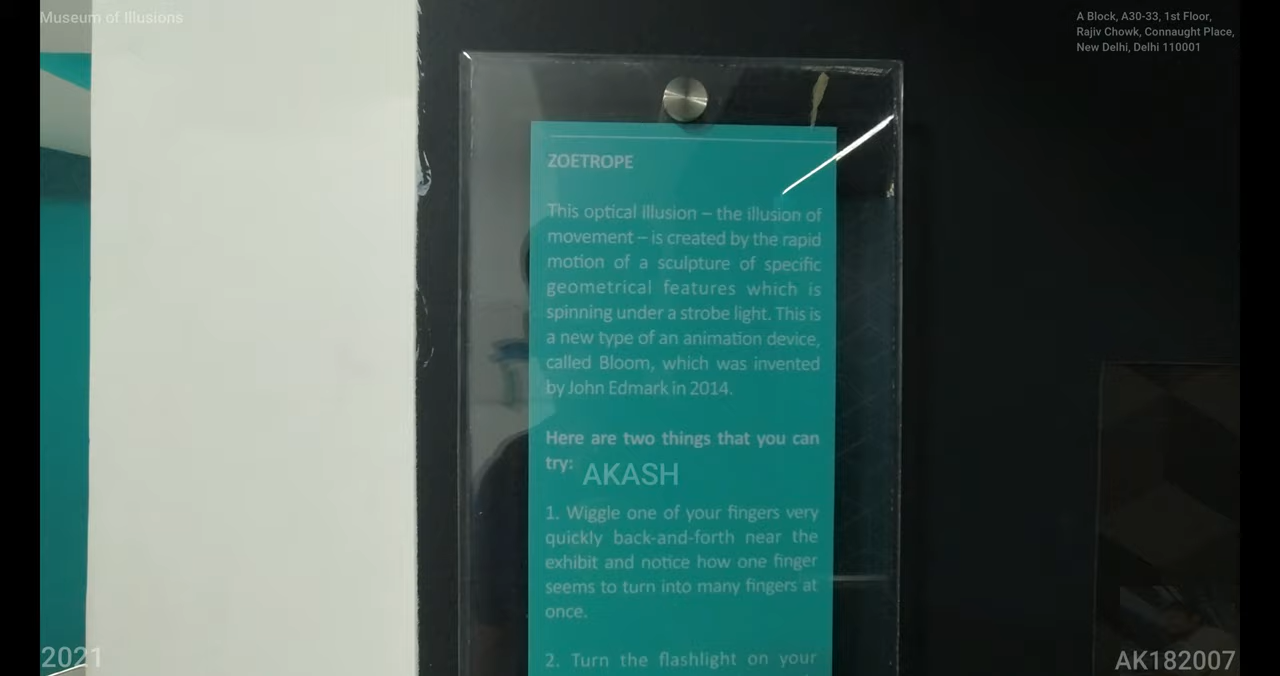 Museum of Illusions
A Block, A30-33, 1st Floor,
Rajiv Chowk, Connaught Place,
New Delhi, Delhi 110001
ZOETROPE
This optical illusion – the illusion of
movement – is created by the rapid
motion of a sculpture of specific
geometrical features which is
spinning under a strobe light. This is
a new type of an animation device,
called Bloom, which was invented
by John Edmark in 2014.
Here are two things that you can
try:
AKASH
1. Wiggle one of your fingers very
quickly back-and-forth near the
exhibit and notice how one finger
seems to turn into many fingers at
once.
2. Turn the flashlight on your
2021
AK182007